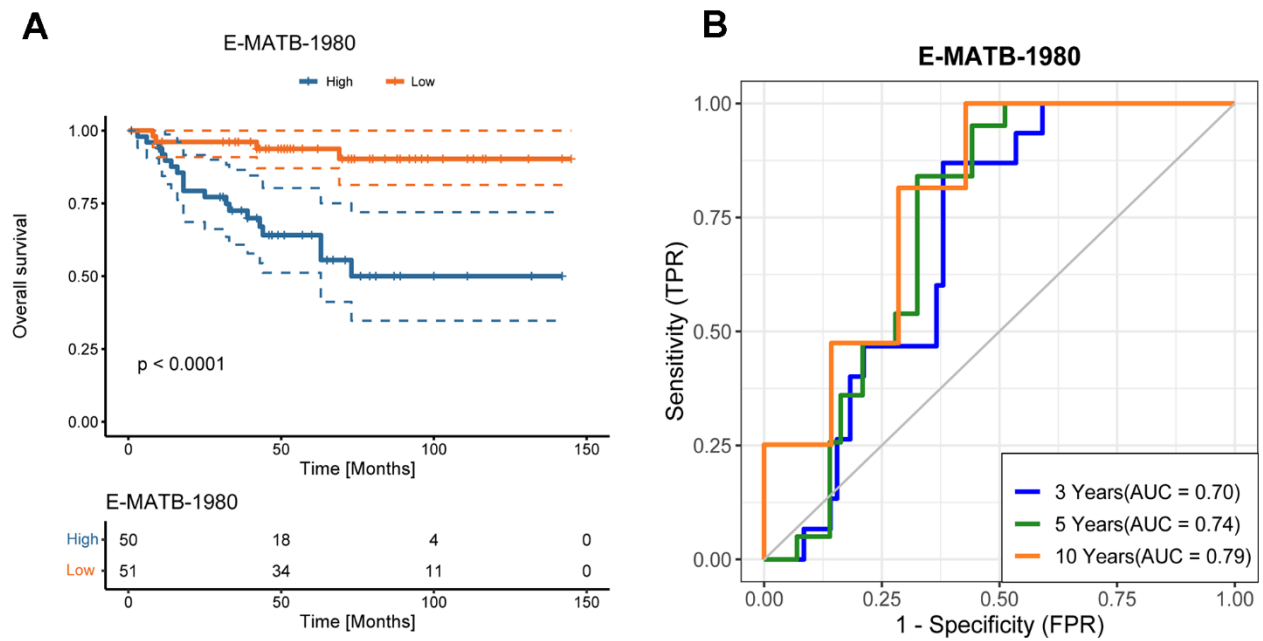 A
E-MATB-1980
High Low
1.00
0.75
0.50
0.25
0.00
Overall survival
p < 0.0001
0 50 100 150
Time [Months]
E-MATB-1980
High 50 18 4 0
Low 51 34 11 0
0 50 100 150
Time [Months]
B
E-MATB-1980
1.00
0.75
0.50
0.25
0.00
Sensitivity (TPR)
3 Years(AUC = 0.70)
5 Years(AUC = 0.74)
10 Years(AUC = 0.79)
0.00 0.25 0.50 0.75 1.00
1 - Specificity (FPR)